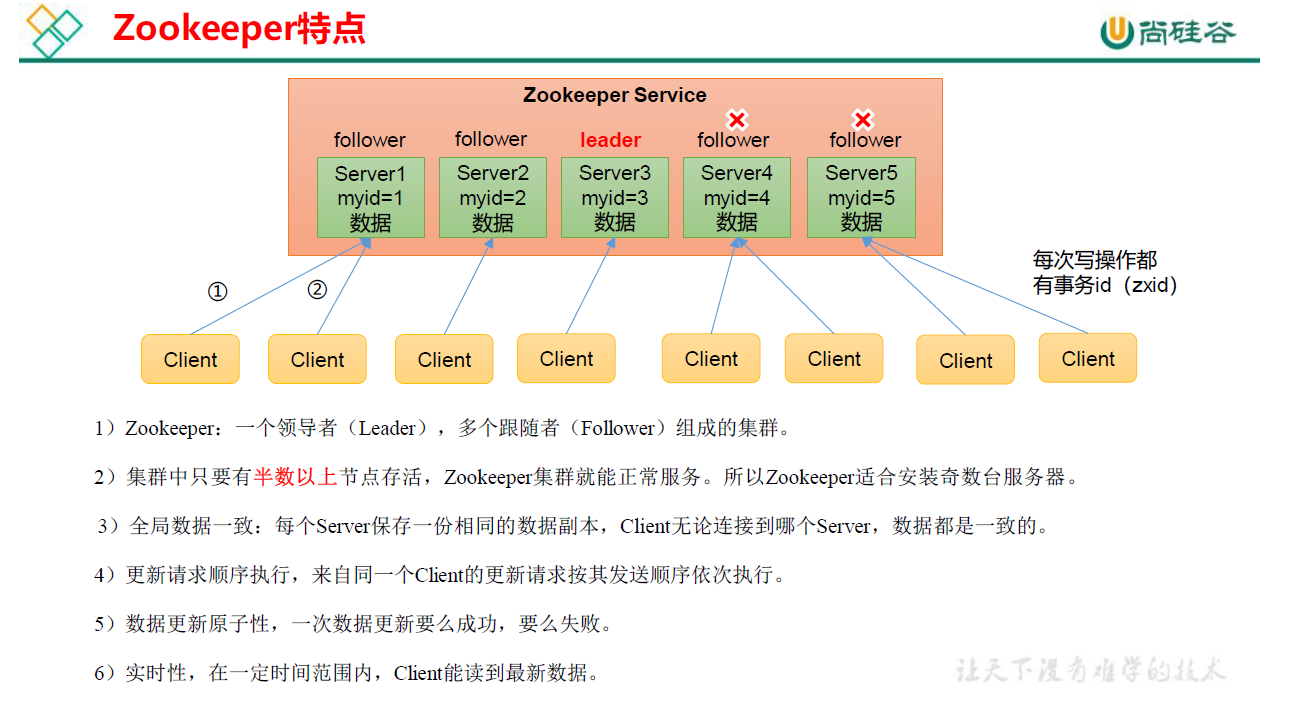 Zookeeper特点
尚硅谷
Zookeeper Service
follower
follower
leader
follower
follower
Server1
myid=1
数据
Server2
myid=2
数据
Server3
myid=3
数据
Server4
myid=4
数据
Server5
myid=5
数据
每次写操作都
有事务id（zxid）
①
②
Client
Client
Client
Client
Client
Client
Client
Client
1）Zookeeper：一个领导者（Leader），多个跟随者（Follower）组成的集群。
2）集群中只要有半数以上节点存活，Zookeeper集群就能正常服务。所以Zookeeper适合安装奇数台服务器。
3）全局数据一致：每个Server保存一份相同的数据副本，Client无论连接到哪个Server，数据都是一致的。
4）更新请求顺序执行，来自同一个Client的更新请求按其发送顺序依次执行。
5）数据更新原子性，一次数据更新要么成功，要么失败。
6）实时性，在一定时间范围内，Client能读到最新数据。
让天下没有难学的技术